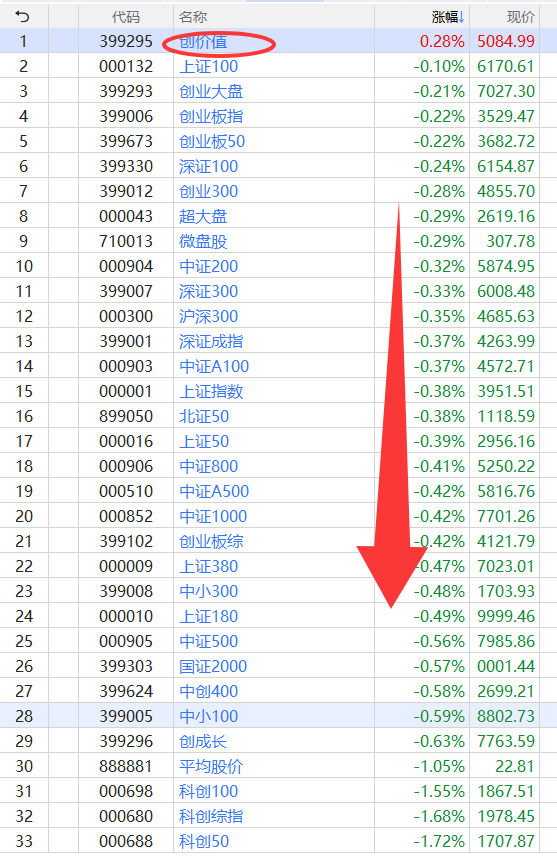 代码 名称 涨幅↓ 现价
1 399295 创价值 0.28% 5084.99
2 000132 上证100 -0.10% 6170.61
3 399293 创业大盘 -0.21% 7027.30
4 399006 创业板指 -0.22% 3529.47
5 399673 创业板50 -0.22% 3682.72
6 399330 深证100 -0.24% 6154.87
7 399012 创业300 -0.28% 4855.70
8 000043 超大盘 -0.29% 2619.16
9 710013 微盘股 -0.29% 307.78
10 000904 中证200 -0.32% 5874.95
11 399007 深证300 -0.33% 6008.48
12 000300 沪深300 -0.35% 4685.63
13 399001 深证成指 -0.37% 4263.99
14 000903 中证A100 -0.37% 4572.71
15 000001 上证指数 -0.38% 3951.51
16 899050 北证50 -0.38% 1118.59
17 000016 上证50 -0.39% 2956.16
18 000906 中证800 -0.41% 5250.22
19 000510 中证A500 -0.42% 5816.76
20 000852 中证1000 -0.42% 7701.26
21 399102 创业板综 -0.42% 4121.79
22 000009 上证380 -0.47% 7023.01
23 399008 中小300 -0.48% 1703.93
24 000010 上证180 -0.49% 9999.46
25 000905 中证500 -0.56% 7985.86
26 399303 国证2000 -0.57% 0001.44
27 399624 中创400 -0.58% 2699.21
28 399005 中小100 -0.59% 8802.73
29 399296 创成长 -0.63% 7763.59
30 888881 平均股价 -1.05% 22.81
31 000698 科创100 -1.55% 1867.51
32 000680 科创综指 -1.68% 1978.45
33 000688 科创50 -1.72% 1707.87